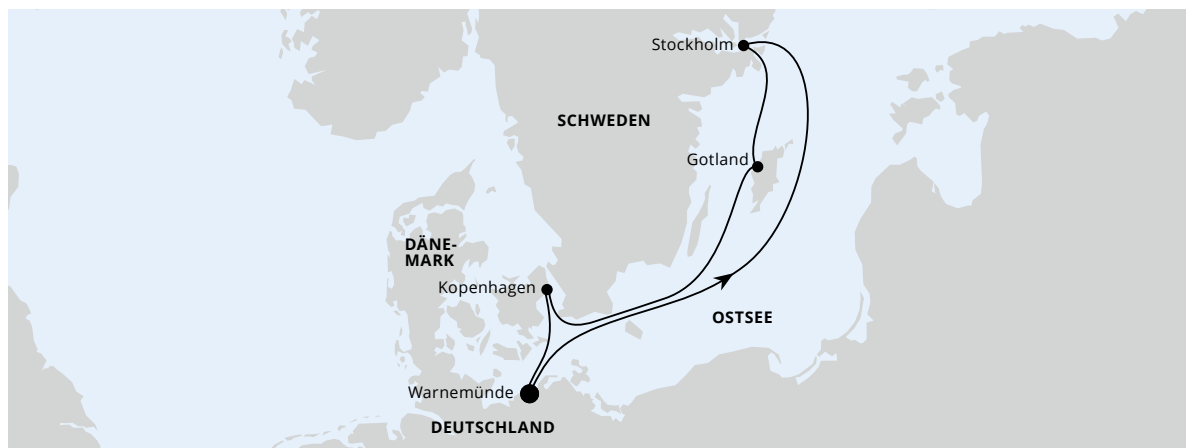 Stockholm
SCHWEDEN
Gotland
DÄNE-
MARK
Kopenhagen
OSTSEE
Warnemünde
DEUTSCHLAND